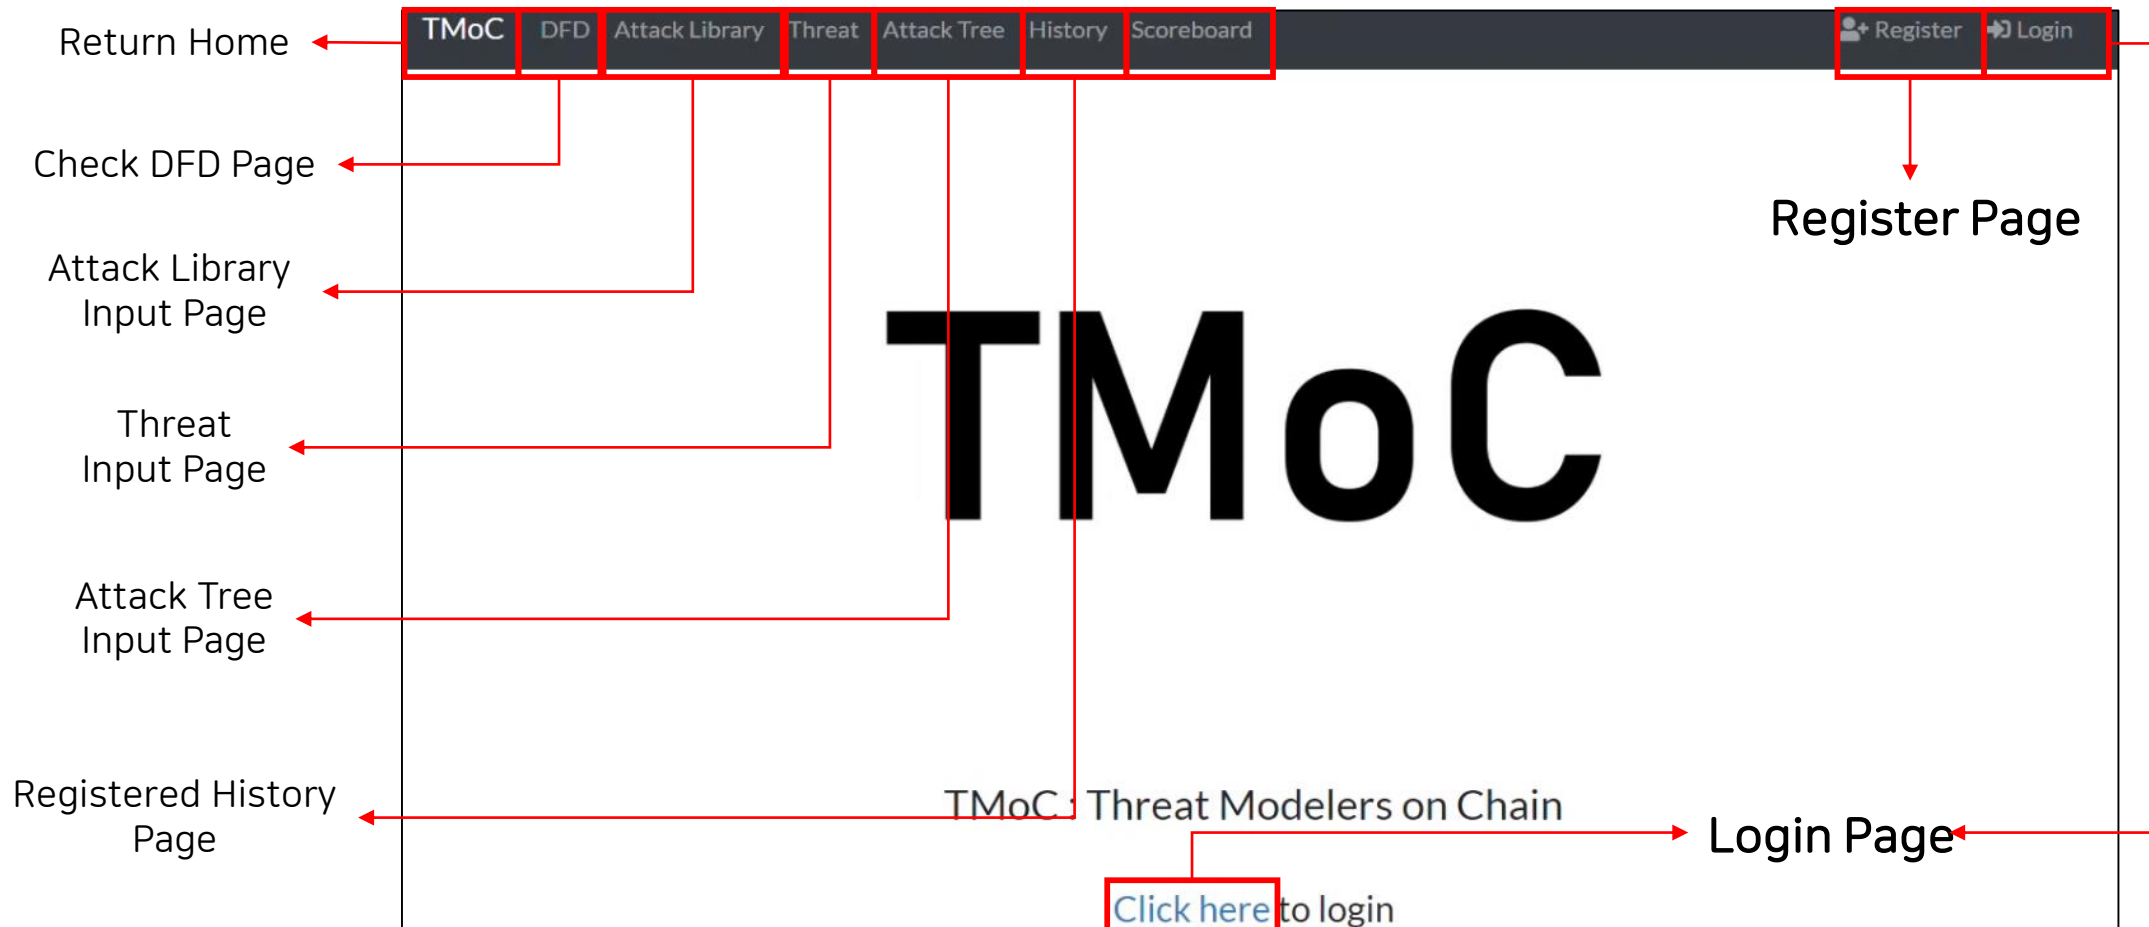 Return Home
TMoC DFD Attack Library Threat Attack Tree History Scoreboard Register Login
Check DFD Page
Register Page
Attack Library
Input Page
TMoC
Threat
Input Page
Attack Tree
Input Page
Registered History
Page
TMoC : Threat Modelers on Chain
Login Page
Click here to login